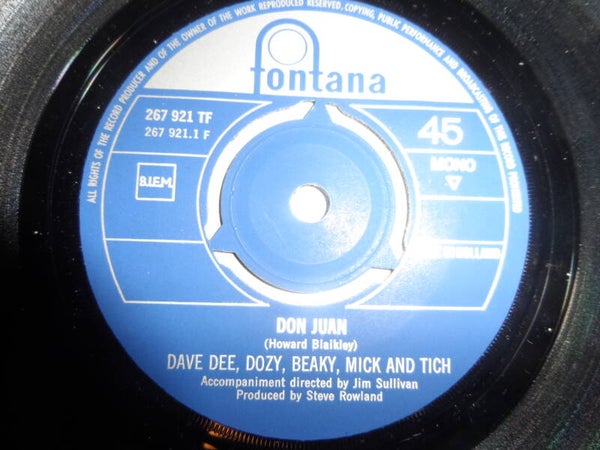 ALL RIGHTS OF THE RECORD PRODUCER AND OF THE OWNER OF THE WORK REPRODUCED RESERVED. COPYING, PUBLIC PERFORMANCE AND BROADCASTING OF THE RECORD
fontana
267 921 TF
267 921.1 F
45
MONO
B.I.E.M.
DON JUAN
(Howard Blaikley)
DAVE DEE, DOZY, BEAKY, MICK AND TICH
Accompaniment directed by Jim Sullivan
Produced by Steve Rowland